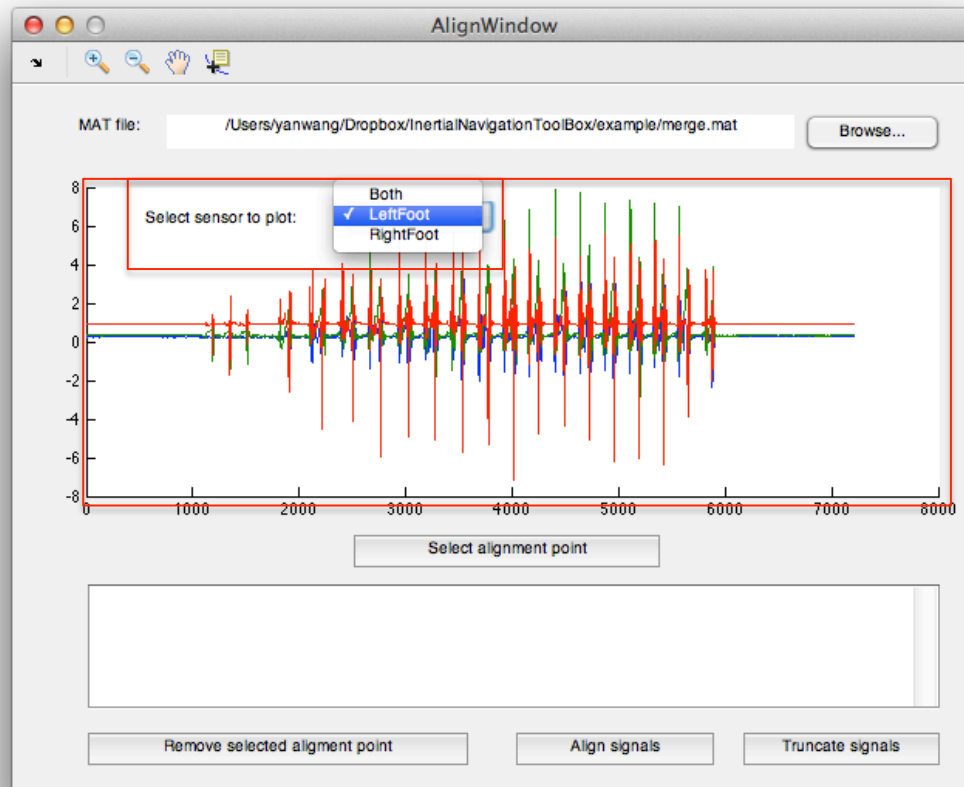 AlignWindow
MAT file:
/Users/yanwang/Dropbox/InertialNavigationToolBox/example/merge.mat
Browse...
8
6
4
2
0
-2
-4
-6
-8
Select sensor to plot:
Both
✓ LeftFoot
RightFoot
0 1000 2000 3000 4000 5000 6000 7000 8000
Select alignment point
Remove selected aligment point
Align signals
Truncate signals